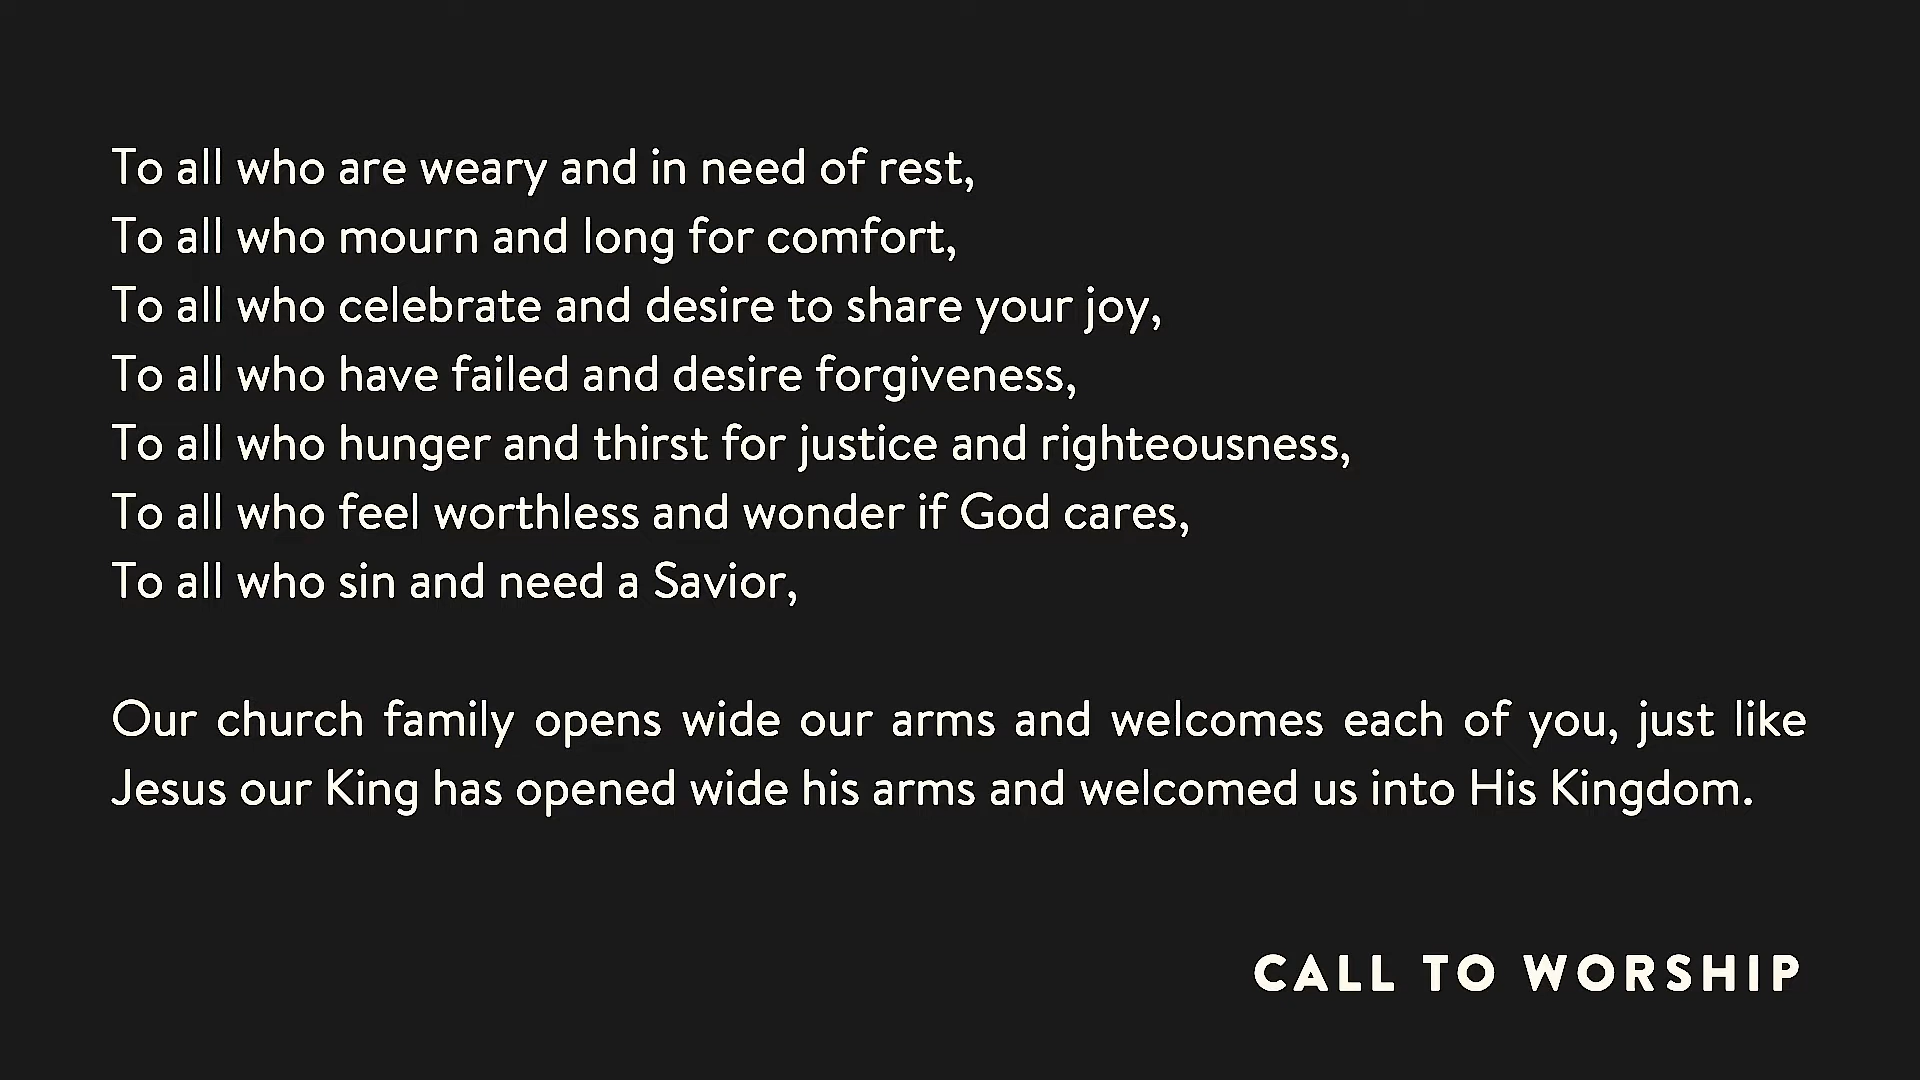 To all who are weary and in need of rest,
To all who mourn and long for comfort,
To all who celebrate and desire to share your joy,
To all who have failed and desire forgiveness,
To all who hunger and thirst for justice and righteousness,
To all who feel worthless and wonder if God cares,
To all who sin and need a Savior,
Our church family opens wide our arms and welcomes each of you, just like
Jesus our King has opened wide his arms and welcomed us into His Kingdom.
CALL TO WORSHIP